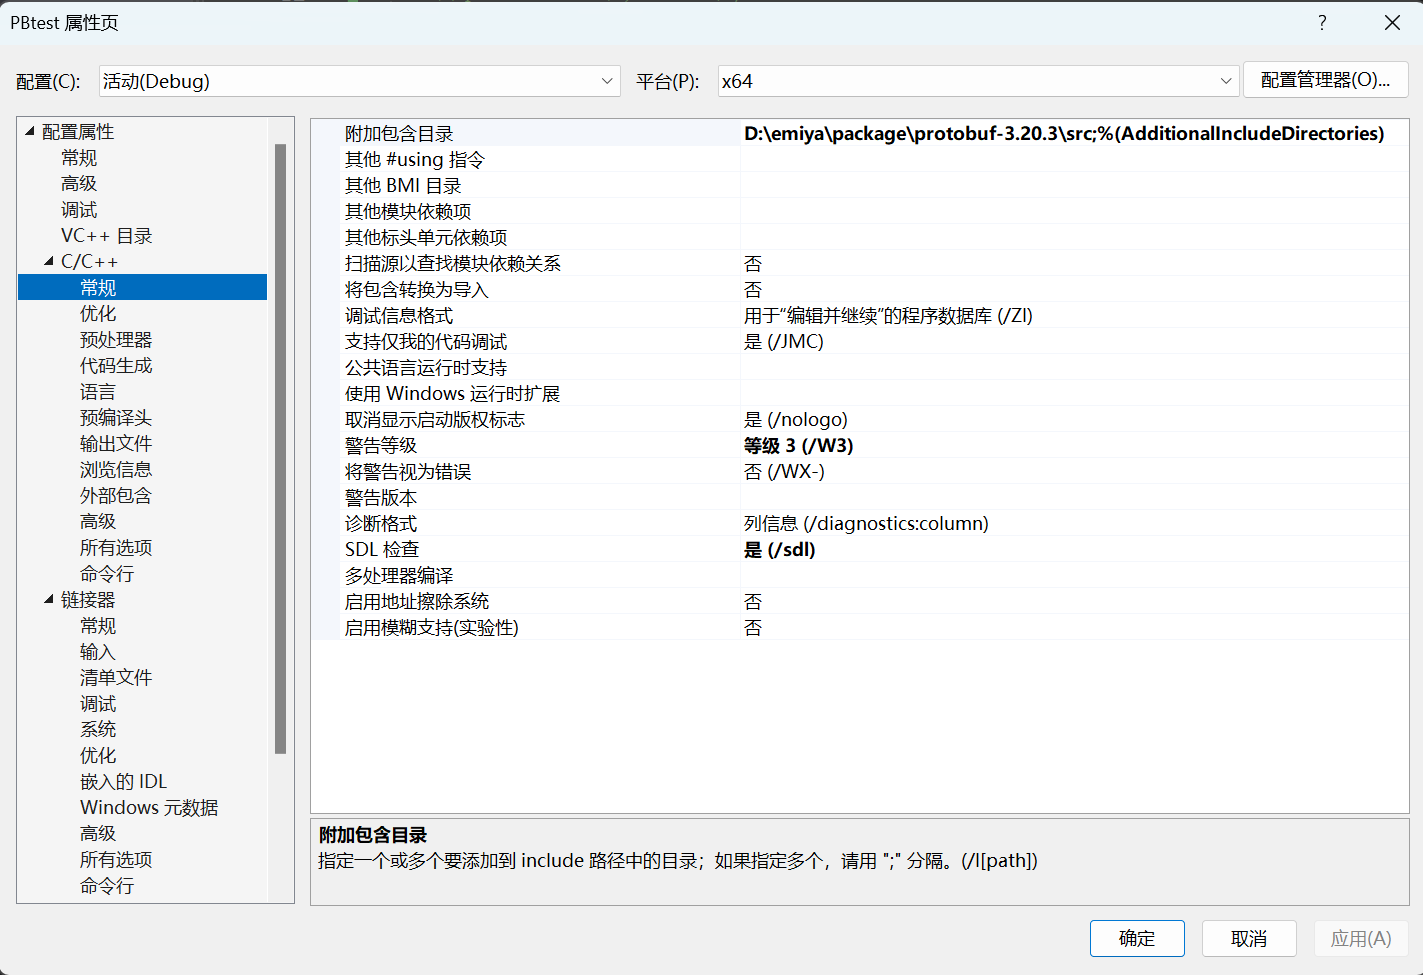 PBtest 属性页
配置(C): 活动(Debug) 平台(P): x64 配置管理器(O)...
配置属性
常规
高级
调试
VC++ 目录
C/C++
常规
优化
预处理器
代码生成
语言
预编译头
输出文件
浏览信息
外部包含
高级
所有选项
命令行
链接器
常规
输入
清单文件
调试
系统
优化
嵌入的 IDL
Windows 元数据
高级
所有选项
命令行
附加包含目录 D:\emiya\package\protobuf-3.20.3\src;%(AdditionalIncludeDirectories)
其他 #using 指令
其他 BMI 目录
其他模块依赖项
其他标头单元依赖项
扫描源以查找模块依赖关系 否
将包含转换为导入 否
调试信息格式 用于“编辑并继续”的程序数据库 (/ZI)
支持仅我的代码调试 是 (/JMC)
公共语言运行时支持
使用 Windows 运行时扩展
取消显示启动版权标志 是 (/nologo)
警告等级 等级 3 (/W3)
将警告视为错误 否 (/WX-)
警告版本
诊断格式 列信息 (/diagnostics:column)
SDL 检查 是 (/sdl)
多处理器编译
启用地址擦除系统 否
启用模糊支持(实验性) 否
附加包含目录
指定一个或多个要添加到 include 路径中的目录；如果指定多个，请用 ";" 分隔。(/I[path])
确定 取消 应用(A)